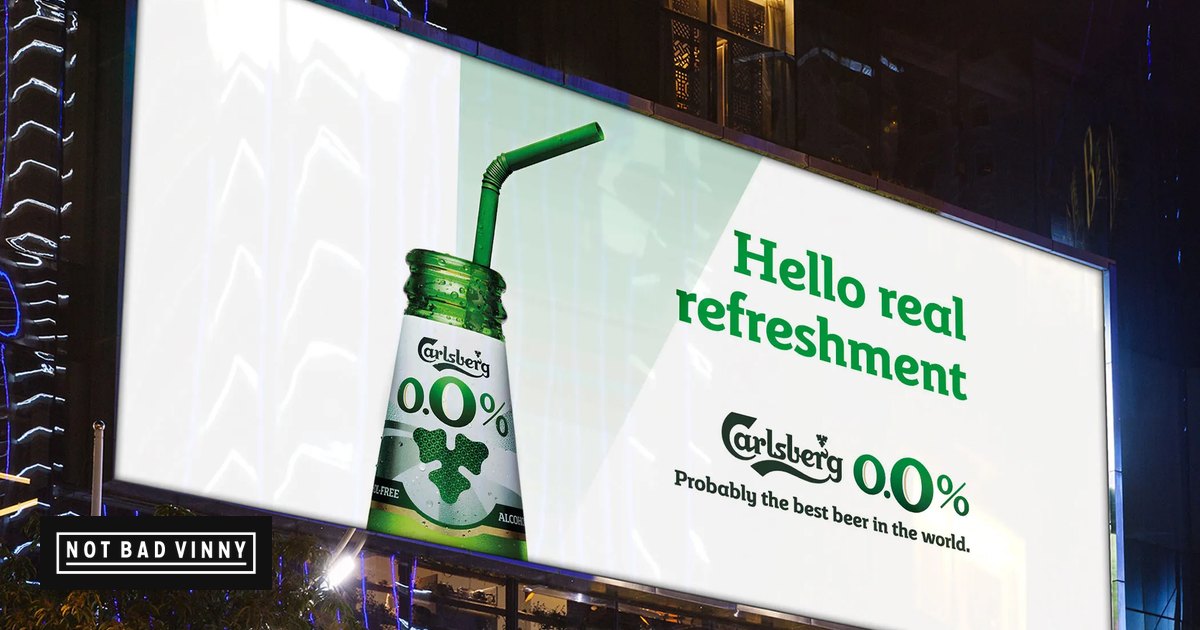 Hello real
refreshment
Carlsberg 0.0%
Probably the best beer in the world.
Carlsberg
0.0%
NOT BAD VINNY